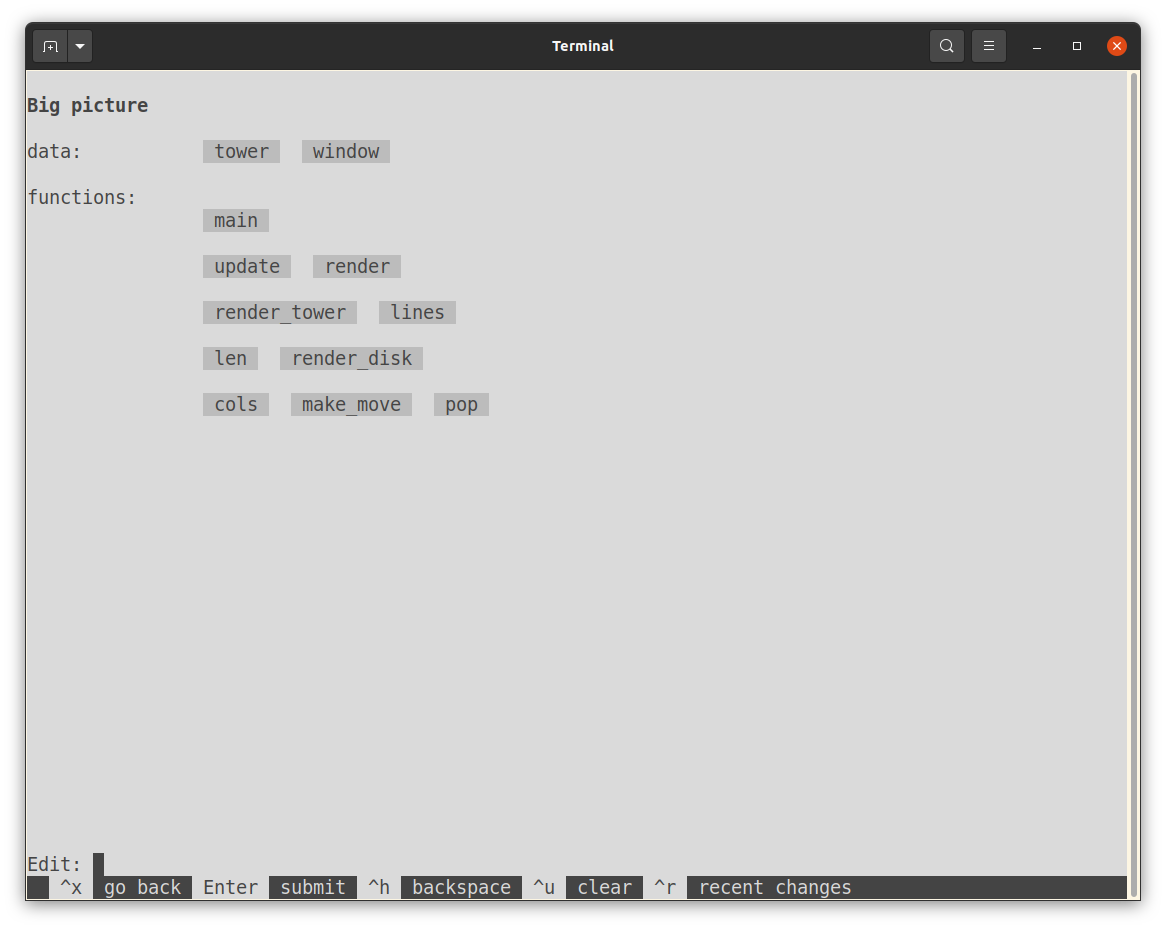 Terminal
Big picture
data: tower window
functions:
main
update render
render_tower lines
len render_disk
cols make_move pop
Edit:
^x go back Enter submit ^h backspace ^u clear ^r recent changes